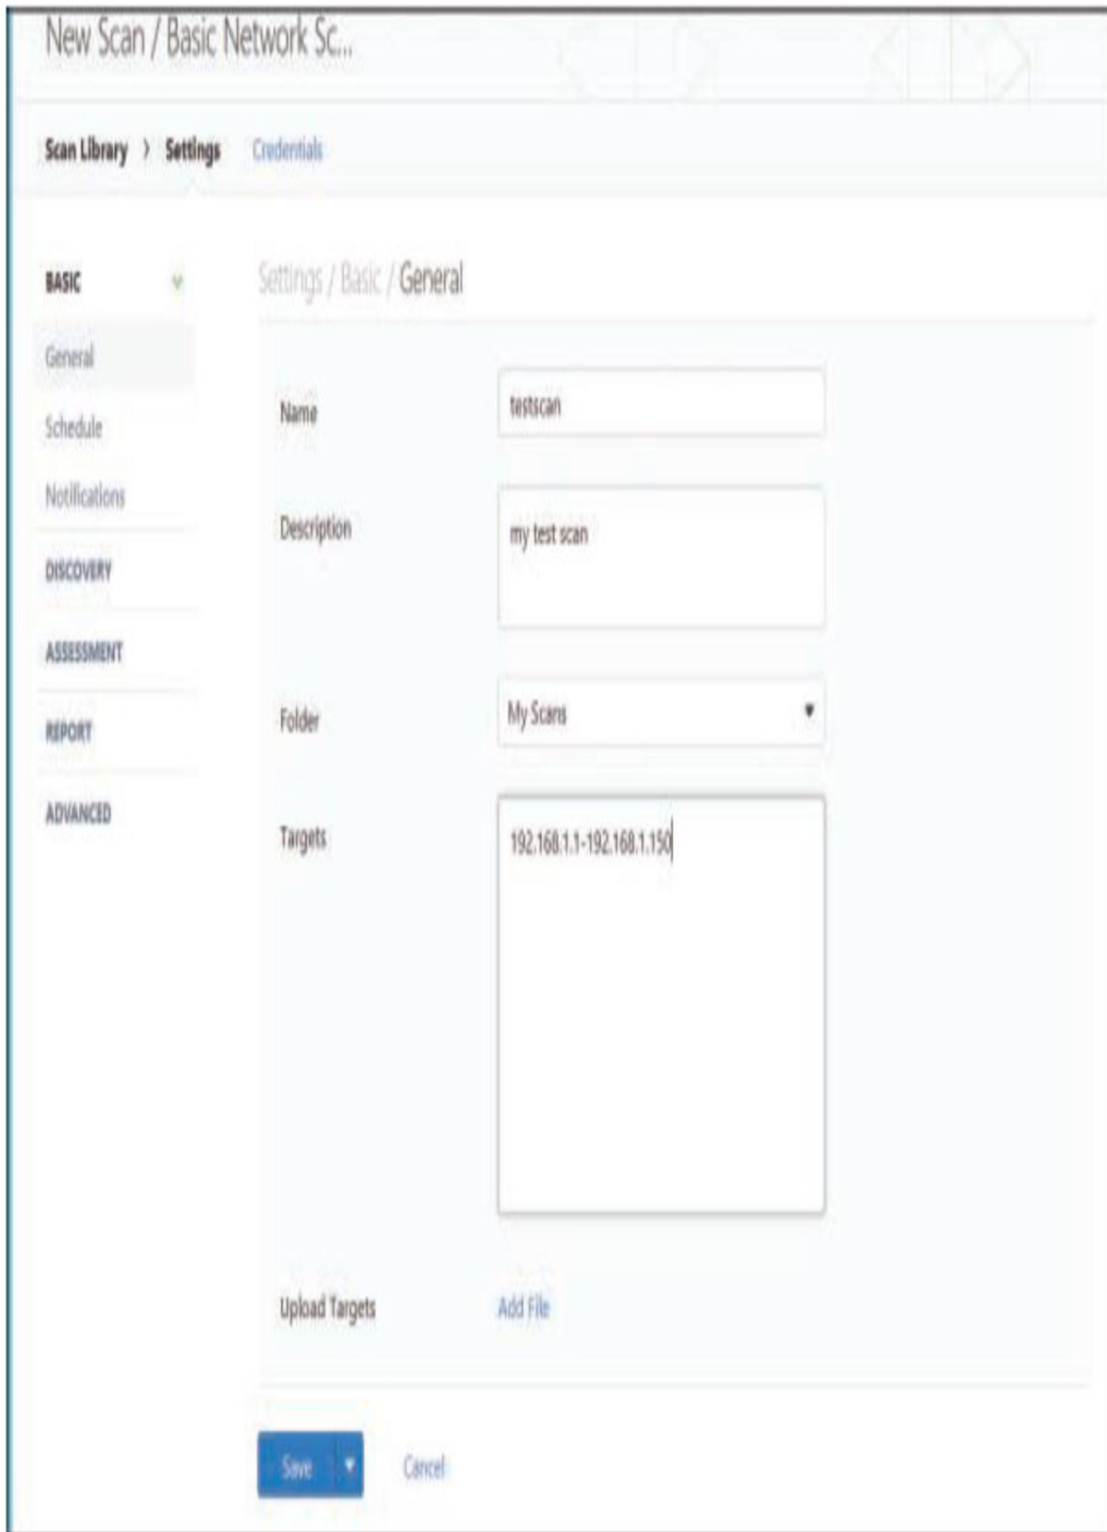 New Scan / Basic Network Sc...
Scan Library > Settings Credentials
BASIC
General
Schedule
Notifications
DISCOVERY
ASSESSMENT
REPORT
ADVANCED
Settings / Basic / General
Name testscan
Description my test scan
Folder My Scans
Targets 192.168.1.1-192.168.1.150
Upload Targets Add File
Save Cancel